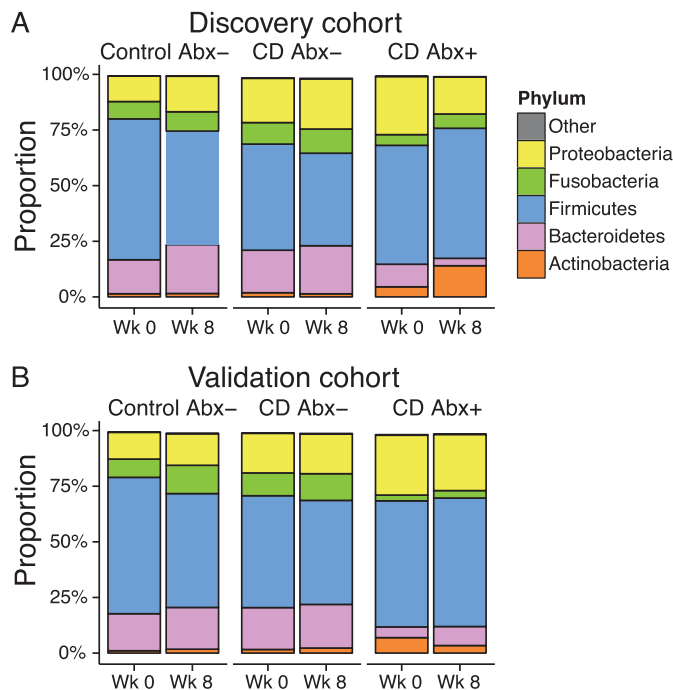 A
Discovery cohort
Control Abx− CD Abx− CD Abx+
100%
75%
50%
25%
0%
Proportion
Wk 0 Wk 8 Wk 0 Wk 8 Wk 0 Wk 8
Phylum
Other
Proteobacteria
Fusobacteria
Firmicutes
Bacteroidetes
Actinobacteria
B
Validation cohort
Control Abx− CD Abx− CD Abx+
100%
75%
50%
25%
0%
Proportion
Wk 0 Wk 8 Wk 0 Wk 8 Wk 0 Wk 8